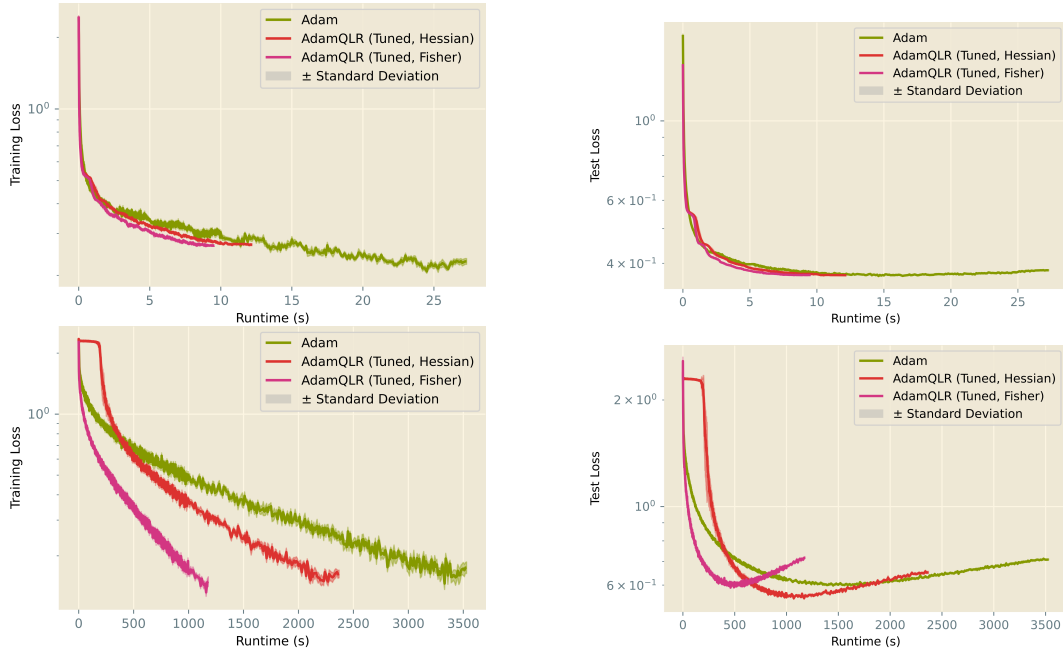 Adam
AdamQLR (Tuned, Hessian)
AdamQLR (Tuned, Fisher)
± Standard Deviation
Training Loss
10⁰
0 5 10 15 20 25
Runtime (s)
Adam
AdamQLR (Tuned, Hessian)
AdamQLR (Tuned, Fisher)
± Standard Deviation
Test Loss
10⁰
6 × 10⁻¹
4 × 10⁻¹
0 5 10 15 20 25
Runtime (s)
Adam
AdamQLR (Tuned, Hessian)
AdamQLR (Tuned, Fisher)
± Standard Deviation
Training Loss
10⁰
0 500 1000 1500 2000 2500 3000 3500
Runtime (s)
Adam
AdamQLR (Tuned, Hessian)
AdamQLR (Tuned, Fisher)
± Standard Deviation
Test Loss
2 × 10⁰
10⁰
6 × 10⁻¹
0 500 1000 1500 2000 2500 3000 3500
Runtime (s)